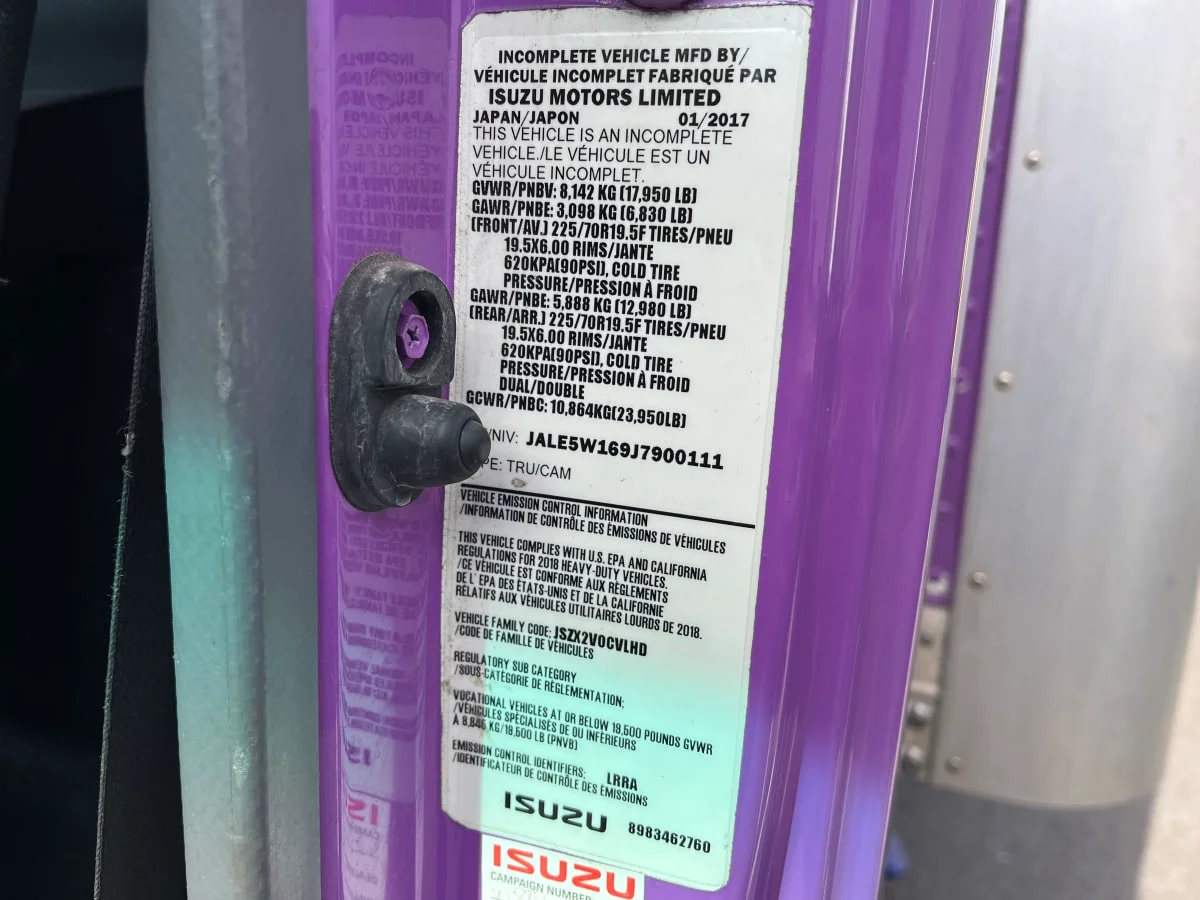 INCOMPLETE VEHICLE MFD BY/
VÉHICULE INCOMPLET FABRIQUÉ PAR
ISUZU MOTORS LIMITED
JAPAN/JAPON 01/2017
THIS VEHICLE IS AN INCOMPLETE
VEHICLE./LE VÉHICULE EST UN
VÉHICULE INCOMPLET.
GVWR/PNBV: 8,142 KG (17,950 LB)
GAWR/PNBE: 3,098 KG (6,830 LB)
(FRONT/AV.) 225/70R19.5F TIRES/PNEU
19.5X6.00 RIMS/JANTE
620KPA(90PSI), COLD TIRE
PRESSURE/PRESSION À FROID
GAWR/PNBE: 5,888 KG (12,980 LB)
(REAR/ARR.) 225/70R19.5F TIRES/PNEU
19.5X6.00 RIMS/JANTE
620KPA(90PSI), COLD TIRE
PRESSURE/PRESSION À FROID
DUAL/DOUBLE
GCWR/PNBC: 10,864KG(23,950LB)
/NIV: JALE5W169J7900111
PE: TRU/CAM
VEHICLE EMISSION CONTROL INFORMATION
/INFORMATION DE CONTRÔLE DES ÉMISSIONS DE VÉHICULES
THIS VEHICLE COMPLIES WITH U.S. EPA AND CALIFORNIA
REGULATIONS FOR 2018 HEAVY-DUTY VEHICLES.
/CE VÉHICULE EST CONFORME AUX RÈGLEMENTS
DE L' EPA DES ÉTATS-UNIS ET DE LA CALIFORNIE
RELATIFS AUX VÉHICULES UTILITAIRES LOURDS DE 2018.
VEHICLE FAMILY CODE: JSZX2VOCVLHD
/CODE DE FAMILLE DE VÉHICULES
REGULATORY SUB CATEGORY
/SOUS-CATÉGORIE DE RÈGLEMENTATION:
VOCATIONAL VEHICLES AT OR BELOW 19,500 POUNDS GVWR
/VÉHICULES SPÉCIALISÉS DE OU INFÉRIEURS
À 8,846 KG/19,500 LB (PNVB)
EMISSION CONTROL IDENTIFIERS: LRRA
/IDENTIFICATEUR DE CONTRÔLE DES ÉMISSIONS
ISUZU 8983462760
ISUZU
CAMPAIGN NUMBER